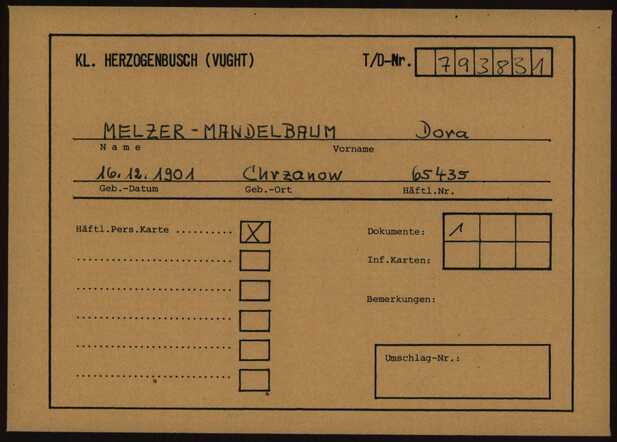 KL. HERZOGENBUSCH (VUGHT) T/D-Nr. 793831
MELZER-MANDELBAUM Dora
Name Vorname
16.12.1901 Chrzanow 65435
Geb.-Datum Geb.-Ort Häftl.Nr.
Häftl.Pers.Karte .......... X
Dokumente: 1
Inf.Karten:
Bemerkungen:
Umschlag-Nr.: